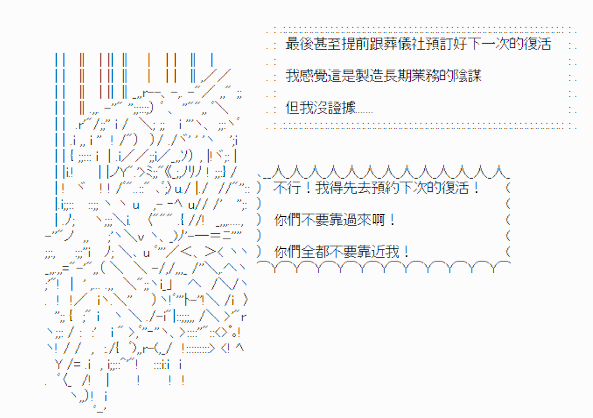 最後甚至提前跟葬儀社預訂好下一次的復活
我感覺這是製造長期業務的陰謀
但我沒證據......
不行！我得先去預約下次的復活！
你們不要靠過來啊！
你們全都不要靠近我！